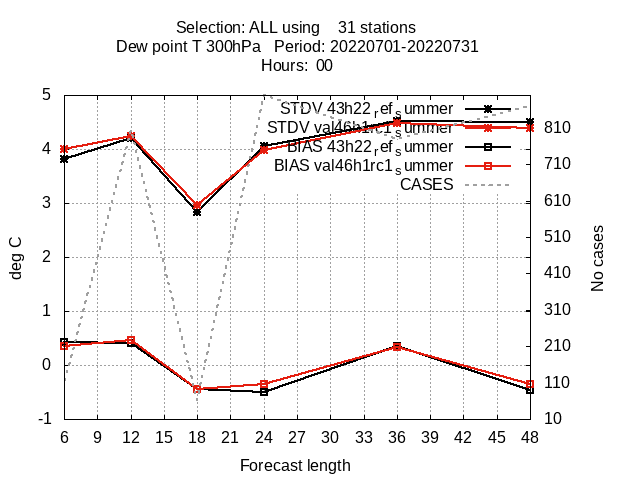 Selection: ALL using    31 stations
Dew point T 300hPa   Period: 20220701-20220731
Hours:  00
STDV 43h22_ref_summer
STDV val46h1rc1_summer
BIAS 43h22_ref_summer
BIAS val46h1rc1_summer
CASES
5
4
3
2
1
0
-1
deg C
810
710
610
510
410
310
210
110
10
No cases
6 9 12 15 18 21 24 27 30 33 36 39 42 45 48
Forecast length